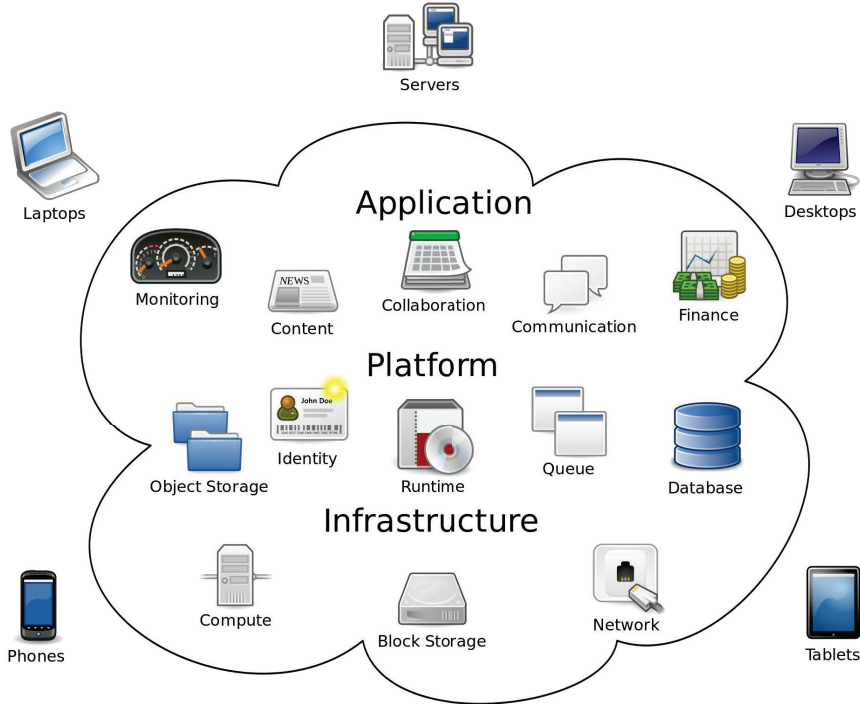 Servers
Laptops
Desktops
Application
Monitoring
NEWS
Content
Collaboration
Communication
Finance
Platform
John Doe
Object Storage
Identity
Runtime
Queue
Database
Infrastructure
Compute
Block Storage
Network
Phones
Tablets